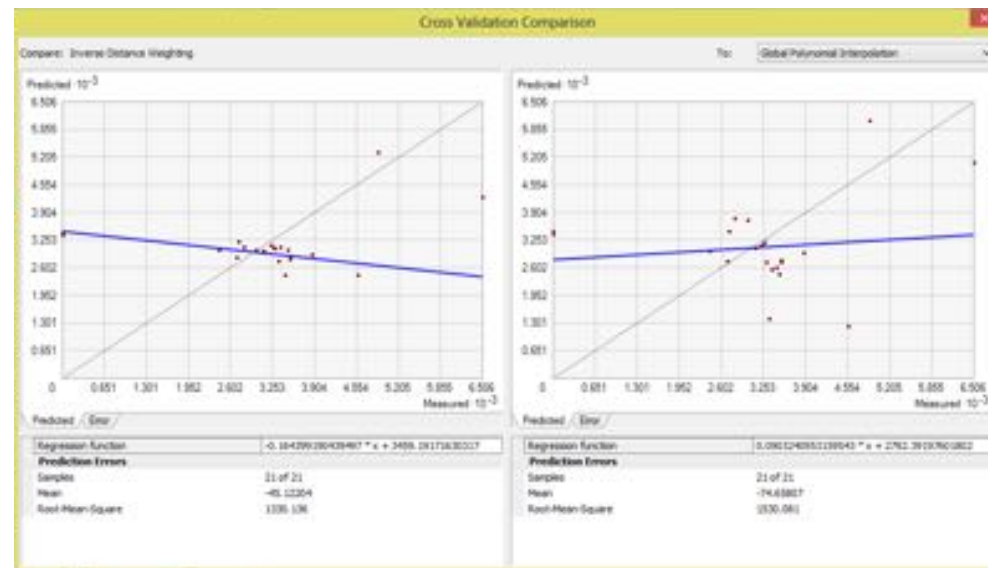 Cross Validation Comparison
Compare: Inverse Distance Weighting
To: Global Polynomial Interpolation
Predicted 10-3
6.506
5.855
5.205
4.554
3.904
3.253
2.602
1.952
1.301
0.651
0 0.651 1.301 1.952 2.602 3.253 3.904 4.554 5.205 5.855 6.506
Measured 10-3
Predicted / Error
Regression function
Prediction Errors
Samples 21 of 21
Mean
Root-Mean-Square
Predicted 10-3
6.506
5.855
5.205
4.554
3.904
3.253
2.602
1.952
1.301
0.651
0 0.651 1.301 1.952 2.602 3.253 3.904 4.554 5.205 5.855 6.506
Measured 10-3
Predicted / Error
Regression function
Prediction Errors
Samples 21 of 21
Mean
Root-Mean-Square